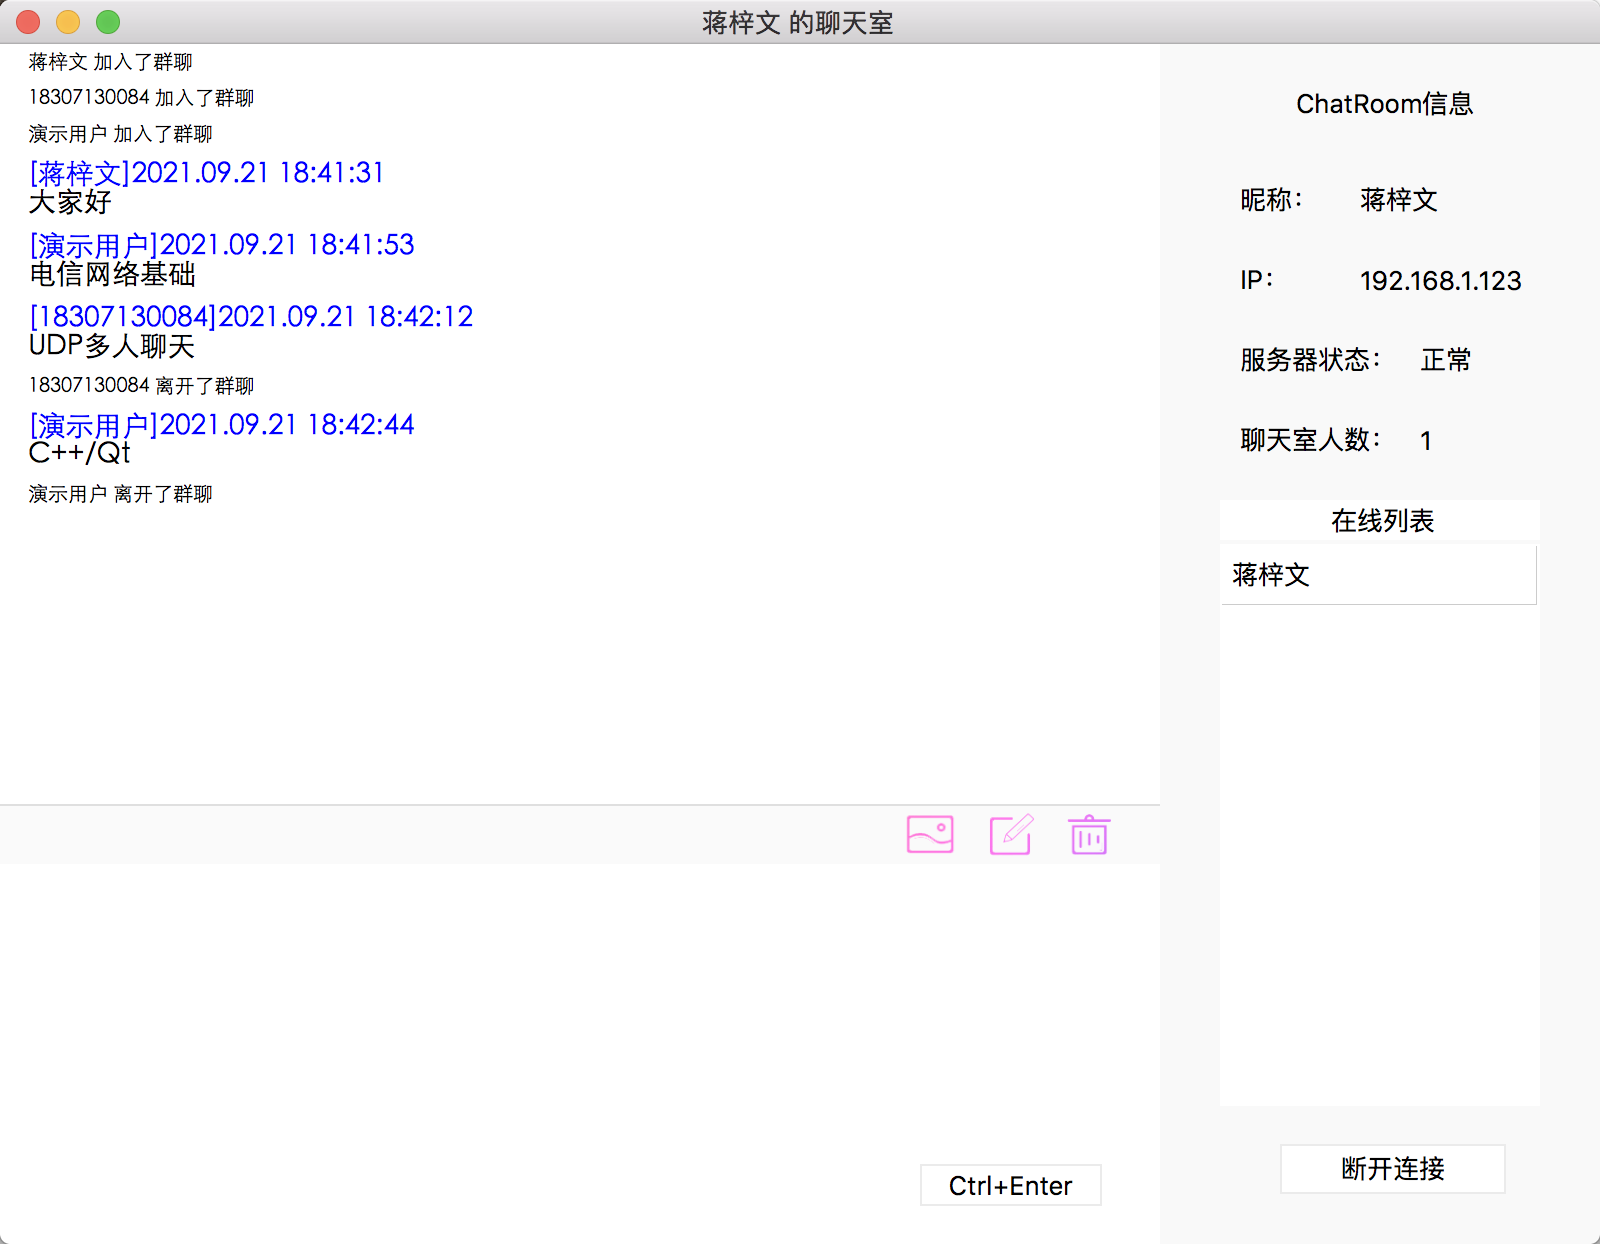 蒋梓文 的聊天室
蒋梓文 加入了群聊
18307130084 加入了群聊
演示用户 加入了群聊
[蒋梓文]2021.09.21 18:41:31
大家好
[演示用户]2021.09.21 18:41:53
电信网络基础
[18307130084]2021.09.21 18:42:12
UDP多人聊天
18307130084 离开了群聊
[演示用户]2021.09.21 18:42:44
C++/Qt
演示用户 离开了群聊
Ctrl+Enter
ChatRoom信息
昵称： 蒋梓文
IP： 192.168.1.123
服务器状态： 正常
聊天室人数： 1
在线列表
蒋梓文
断开连接